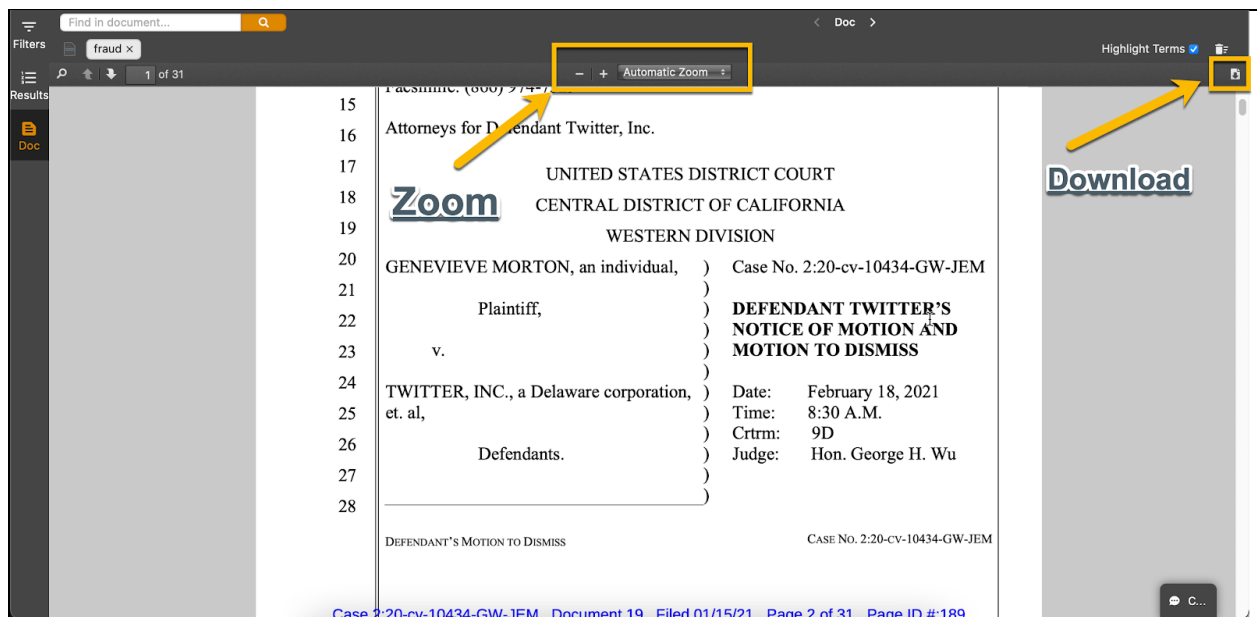 Find in document...
< Doc >
Filters
fraud ×
Highlight Terms
1 of 31
− + Automatic Zoom
Results
Doc
15
16 Attorneys for Defendant Twitter, Inc.
17 UNITED STATES DISTRICT COURT
Download
18 CENTRAL DISTRICT OF CALIFORNIA
Zoom
19 WESTERN DIVISION
20 GENEVIEVE MORTON, an individual, ) Case No. 2:20-cv-10434-GW-JEM
21 )
22 Plaintiff, ) DEFENDANT TWITTER'S
) NOTICE OF MOTION AND
23 v. ) MOTION TO DISMISS
)
24 TWITTER, INC., a Delaware corporation, ) Date: February 18, 2021
25 et. al, ) Time: 8:30 A.M.
26 ) Crtrm: 9D
Defendants. ) Judge: Hon. George H. Wu
27 )
28 )
DEFENDANT'S MOTION TO DISMISS CASE NO. 2:20-CV-10434-GW-JEM
C...
Case 2:20-cv-10434-GW-JEM Document 19 Filed 01/15/21 Page 2 of 31 Page ID #:189